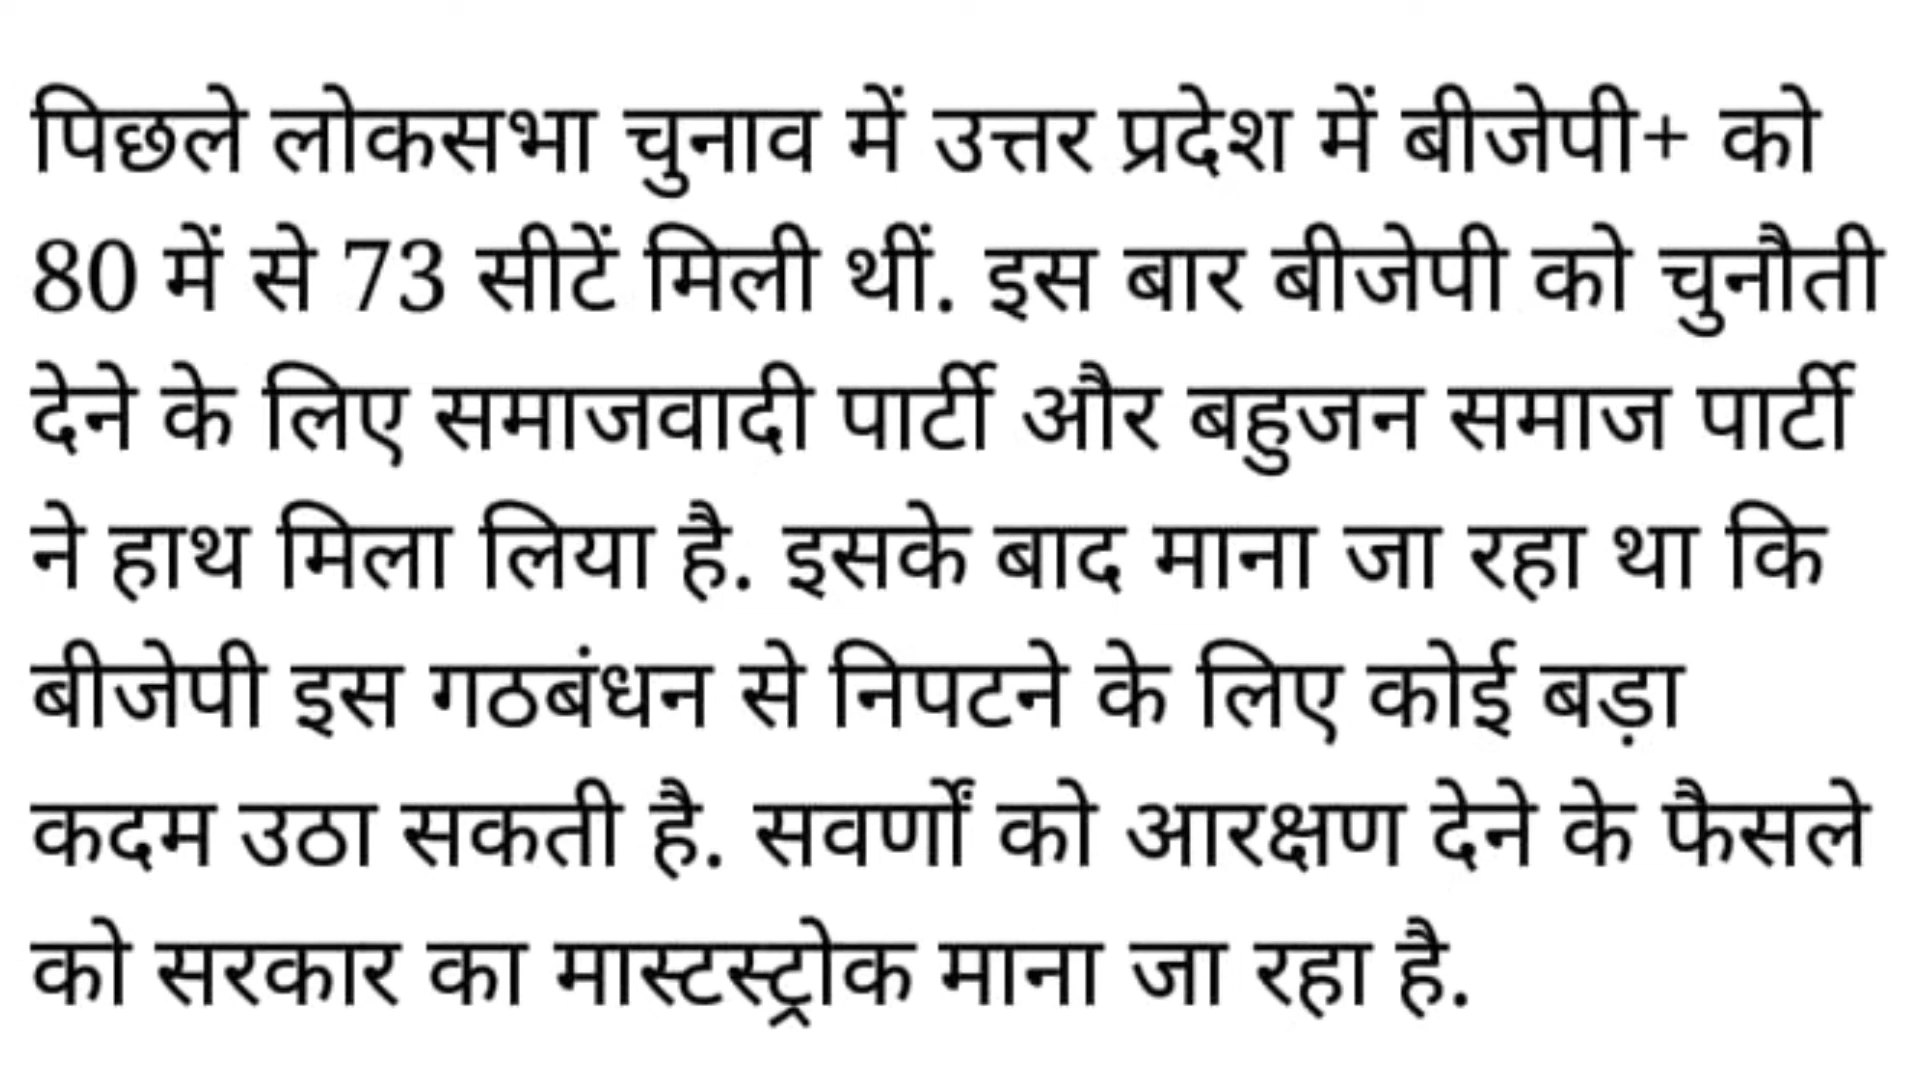 पिछले लोकसभा चुनाव में उत्तर प्रदेश में बीजेपी+ को
80 में से 73 सीटें मिली थीं. इस बार बीजेपी को चुनौती
देने के लिए समाजवादी पार्टी और बहुजन समाज पार्टी
ने हाथ मिला लिया है. इसके बाद माना जा रहा था कि
बीजेपी इस गठबंधन से निपटने के लिए कोई बड़ा
कदम उठा सकती है. सवर्णों को आरक्षण देने के फैसले
को सरकार का मास्टस्ट्रोक माना जा रहा है.